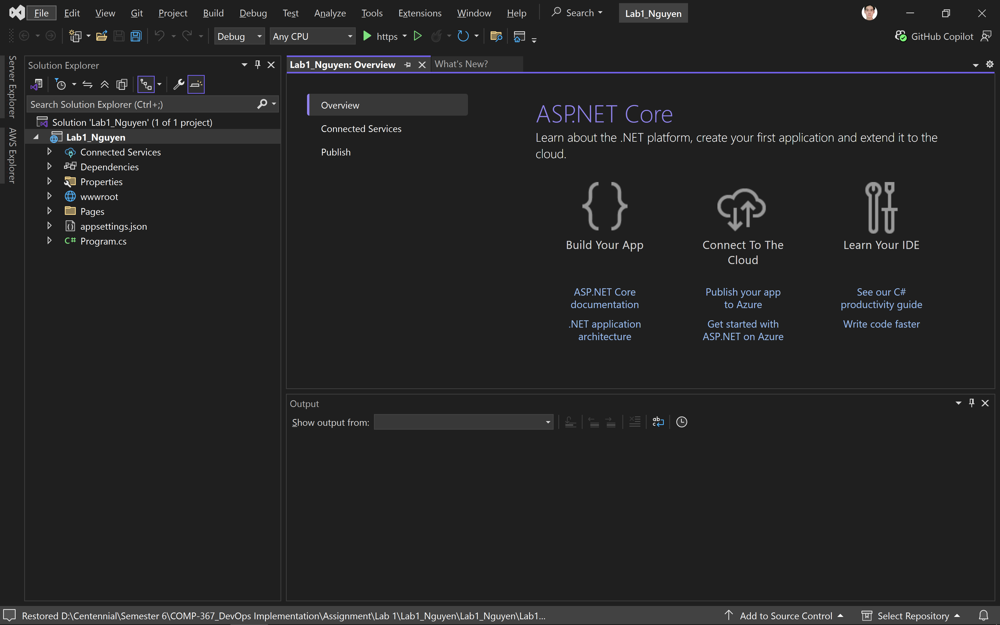 File Edit View Git Project Build Debug Test Analyze Tools Extensions Window Help Search Lab1_Nguyen
Debug Any CPU https GitHub Copilot
Server Explorer
AWS Explorer
Solution Explorer
Search Solution Explorer (Ctrl+;)
Solution 'Lab1_Nguyen' (1 of 1 project)
Lab1_Nguyen
Connected Services
Dependencies
Properties
wwwroot
Pages
appsettings.json
C# Program.cs
Lab1_Nguyen: Overview What's New?
Overview
Connected Services
Publish
ASP.NET Core
Learn about the .NET platform, create your first application and extend it to the
cloud.
Build Your App
ASP.NET Core
documentation
.NET application
architecture
Connect To The
Cloud
Publish your app
to Azure
Get started with
ASP.NET on Azure
Learn Your IDE
See our C#
productivity guide
Write code faster
Output
Show output from:
Restored D:\Centennial\Semester 6\COMP-367_DevOps Implementation\Assignment\Lab 1\Lab1_Nguyen\Lab1_Nguyen\Lab1... Add to Source Control Select Repository